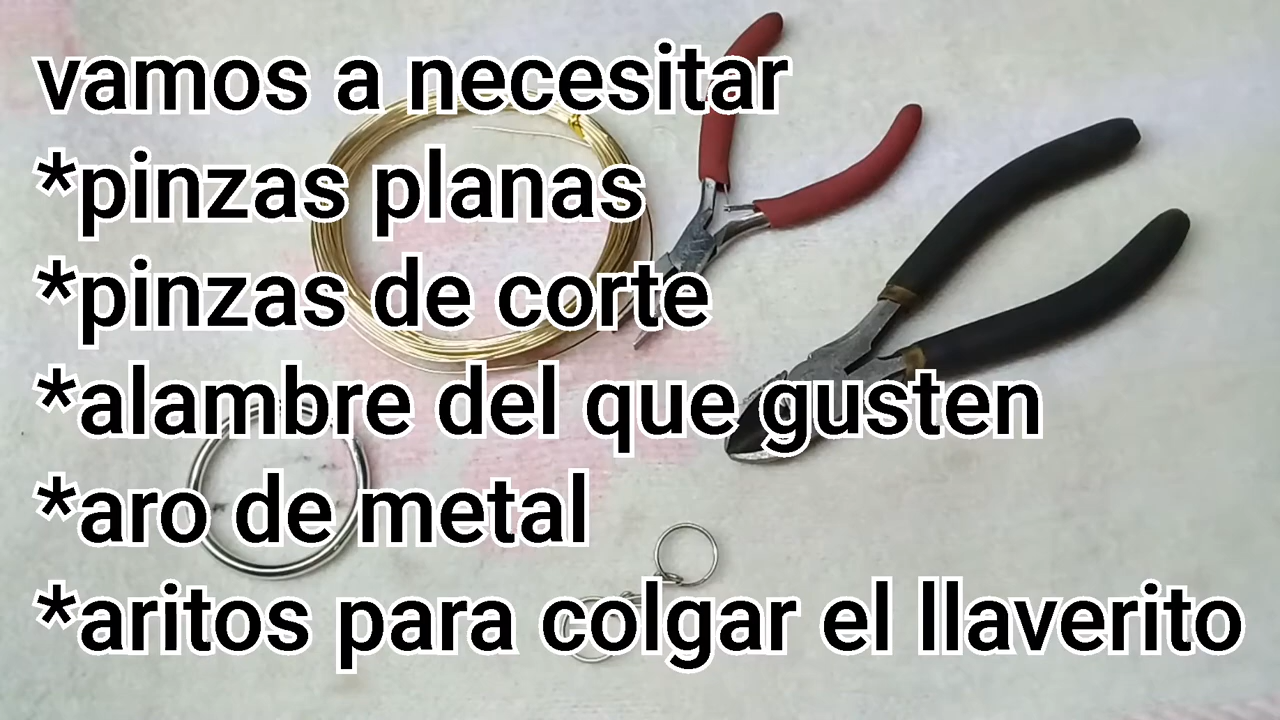 vamos a necesitar
*pinzas planas
*pinzas de corte
*alambre del que gusten
*aro de metal
*aritos para colgar el llaverito